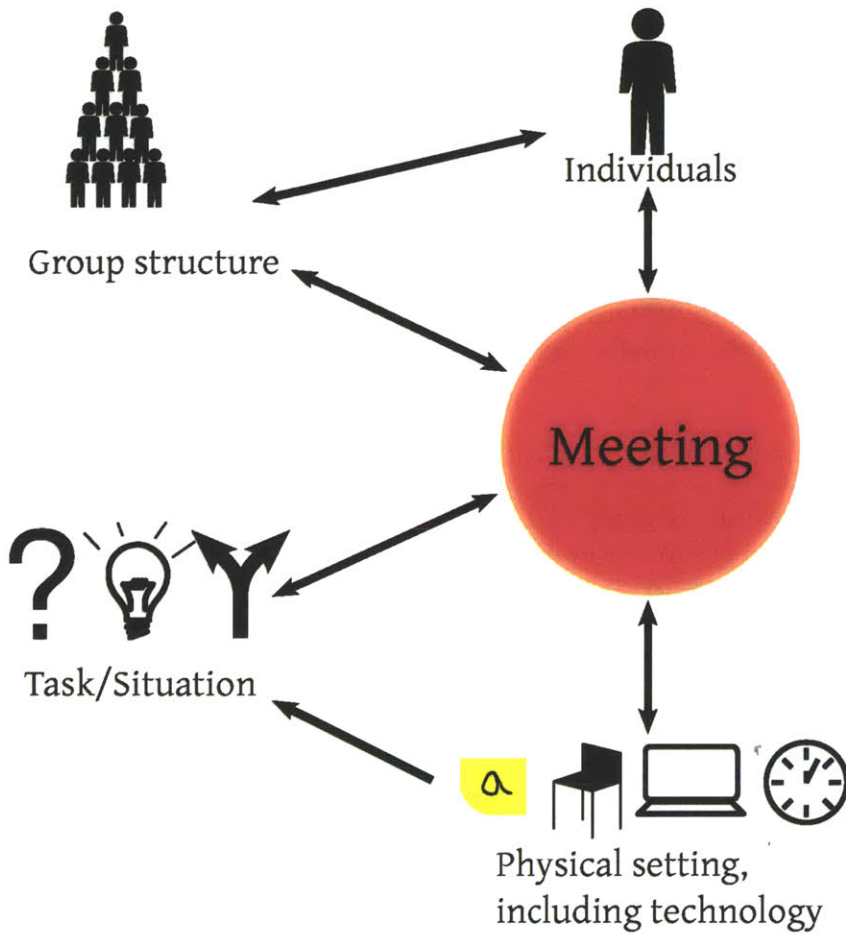 Individuals
Group structure
Meeting
?
Task/Situation
a
Physical setting,
including technology